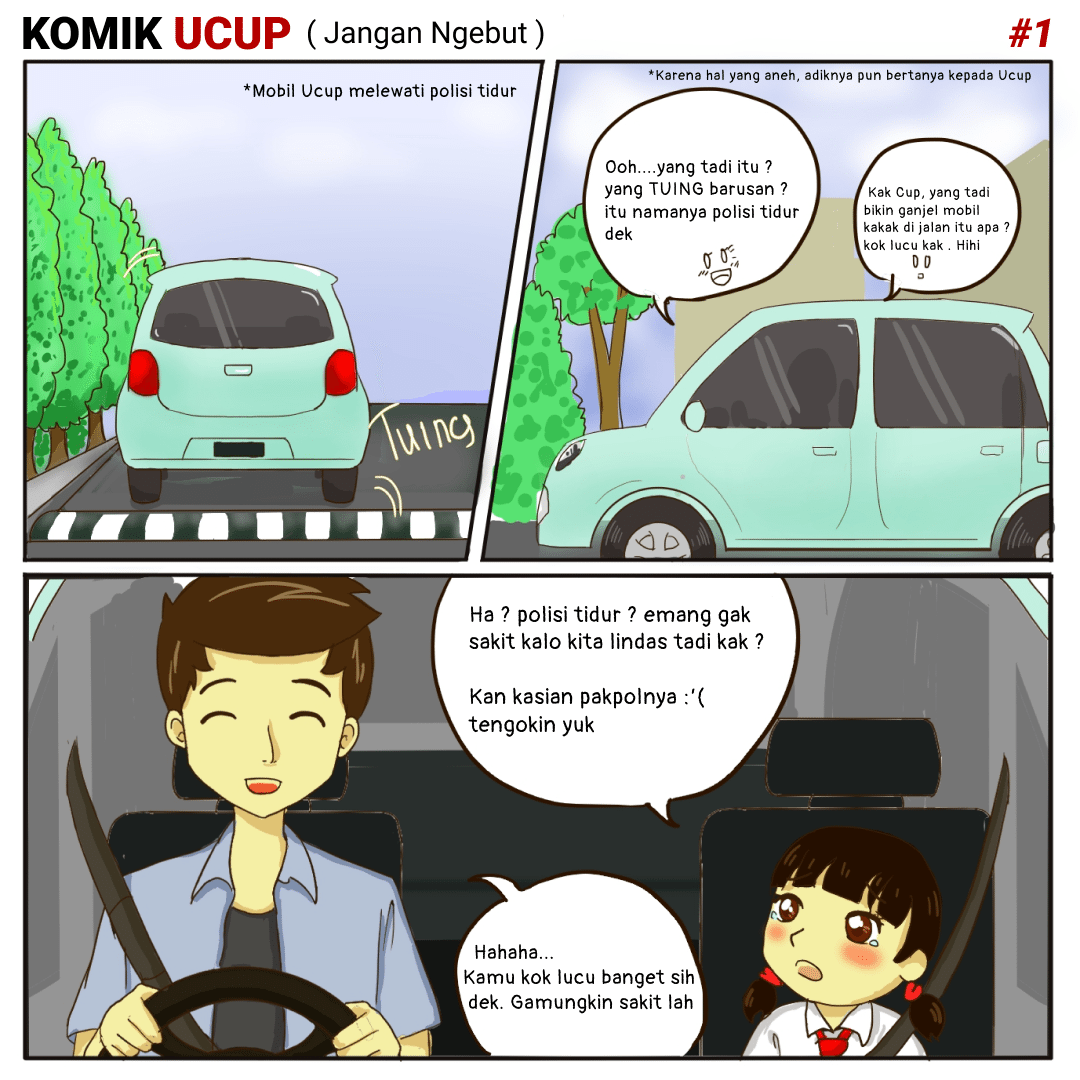 KOMIK UCUP ( Jangan Ngebut )
#1
*Mobil Ucup melewati polisi tidur
Tuing
*Karena hal yang aneh, adiknya pun bertanya kepada Ucup
Kak Cup, yang tadi
bikin ganjel mobil
kakak di jalan itu apa ?
kok lucu kak . Hihi
Ooh....yang tadi itu ?
yang TUING barusan ?
itu namanya polisi tidur
dek
Ha ? polisi tidur ? emang gak
sakit kalo kita lindas tadi kak ?
Kan kasian pakpolnya :'(
tengokin yuk
Hahaha...
Kamu kok lucu banget sih
dek. Gamungkin sakit lah